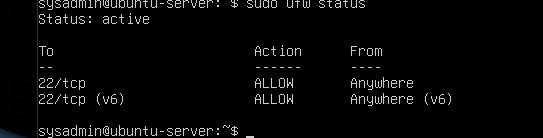 sysadmin@ubuntu-server: $ sudo ufw status
Status: active
To Action From
-- ------ ----
22/tcp ALLOW Anywhere
22/tcp (v6) ALLOW Anywhere (v6)
sysadmin@ubuntu-server:~$ _